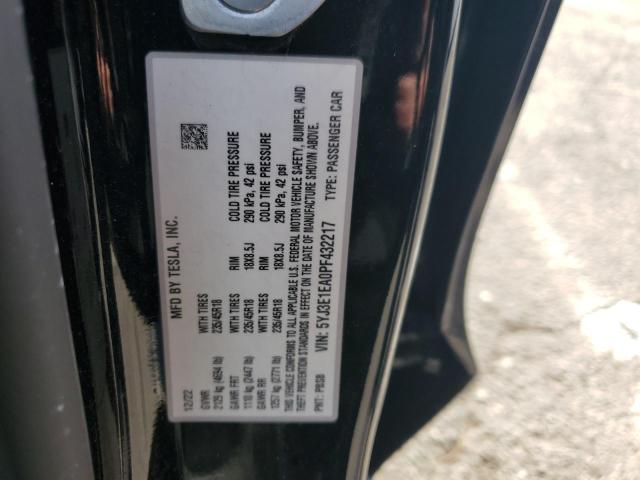 MFD BY TESLA, INC.
12/22
GVWR WITH TIRES RIM COLD TIRE PRESSURE
2129 kg (4694 lb) 235/45R18 18X8.5J 290 kPa, 42 psi
GAWR FRT WITH TIRES RIM COLD TIRE PRESSURE
1110 kg (2447 lb) 235/45R18 18X8.5J 290 kPa, 42 psi
GAWR RR
1257 kg (2771 lb) 235/45R18
THIS VEHICLE CONFORMS TO ALL APPLICABLE U.S. FEDERAL MOTOR VEHICLE SAFETY, BUMPER, AND
THEFT PREVENTION STANDARDS IN EFFECT ON THE DATE OF MANUFACTURE SHOWN ABOVE.
VIN: 5YJ3E1EA0PF432217 TYPE: PASSENGER CAR
PNT: PBSB